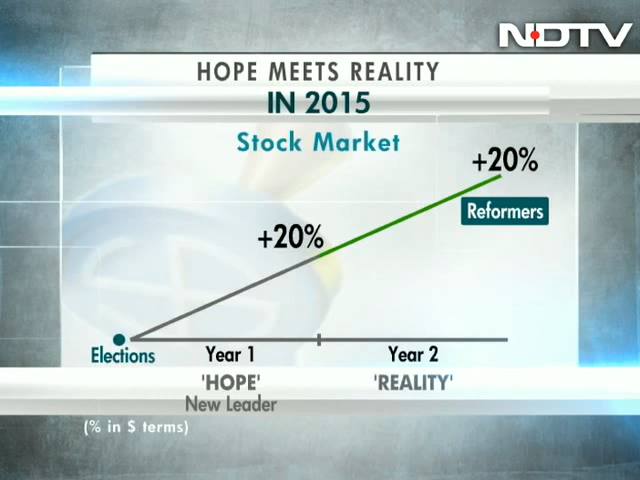 NDTV
HOPE MEETS REALITY
IN 2015
Stock Market
+20%
Reformers
+20%
Elections
Year 1
Year 2
'HOPE'
'REALITY'
New Leader
(% in $ terms)